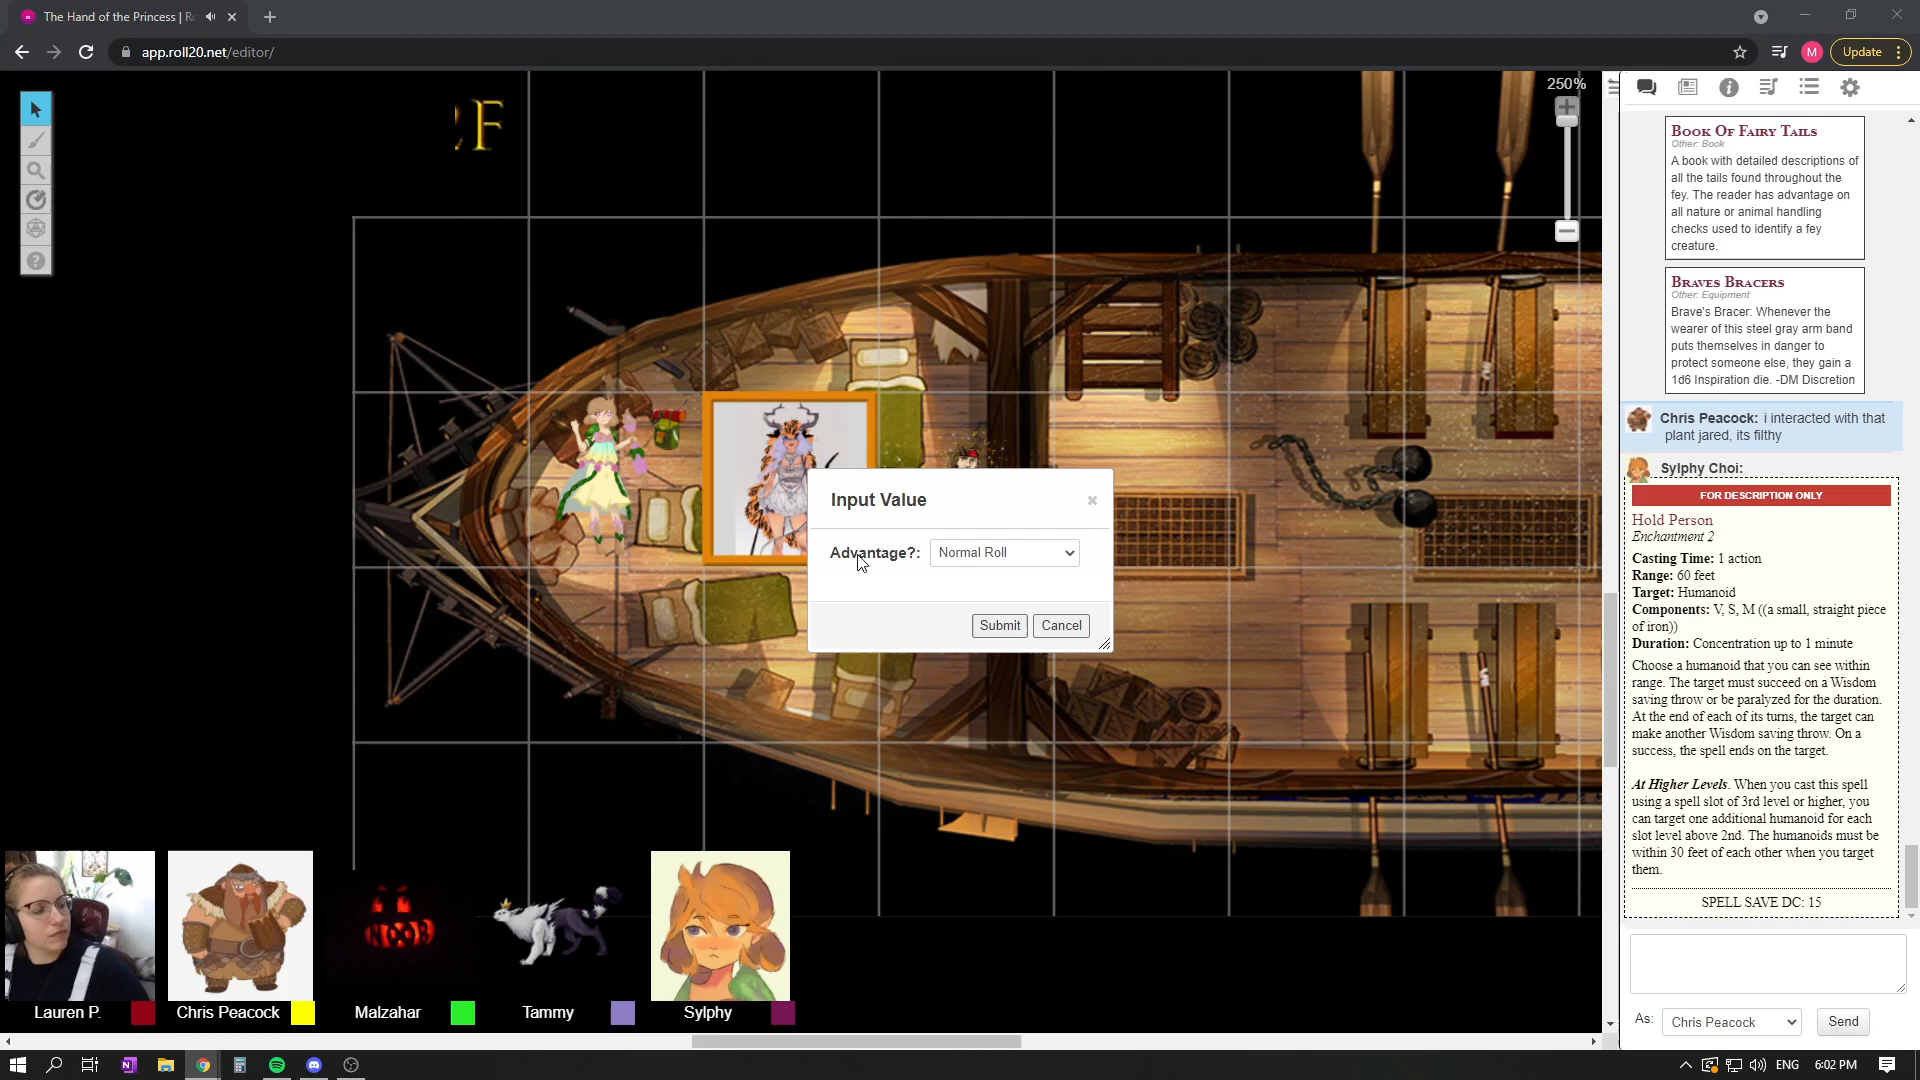 The Hand of the Princess | Ro
app.roll20.net/editor/
M
Update
250%
F
Input Value
Advantage?:
Normal Roll
Submit
Cancel
NOOB
Lauren P.
Chris Peacock
Malzahar
Tammy
Sylphy
BOOK OF FAIRY TAILS
Other: Book
A book with detailed descriptions of
all the tails found throughout the
fey. The reader has advantage on
all nature or animal handling
checks used to identify a fey
creature.
BRAVES BRACERS
Other: Equipment
Brave's Bracer: Whenever the
wearer of this steel gray arm band
puts themselves in danger to
protect someone else, they gain a
1d6 Inspiration die. -DM Discretion
Chris Peacock: i interacted with that
plant jared, its filthy
Sylphy Choi:
FOR DESCRIPTION ONLY
Hold Person
Enchantment 2
Casting Time: 1 action
Range: 60 feet
Target: Humanoid
Components: V, S, M ((a small, straight piece
of iron))
Duration: Concentration up to 1 minute
Choose a humanoid that you can see within
range. The target must succeed on a Wisdom
saving throw or be paralyzed for the duration.
At the end of each of its turns, the target can
make another Wisdom saving throw. On a
success, the spell ends on the target.
At Higher Levels. When you cast this spell
using a spell slot of 3rd level or higher, you
can target one additional humanoid for each
slot level above 2nd. The humanoids must be
within 30 feet of each other when you target
them.
SPELL SAVE DC: 15
As:
Chris Peacock
Send
ENG
6:02 PM